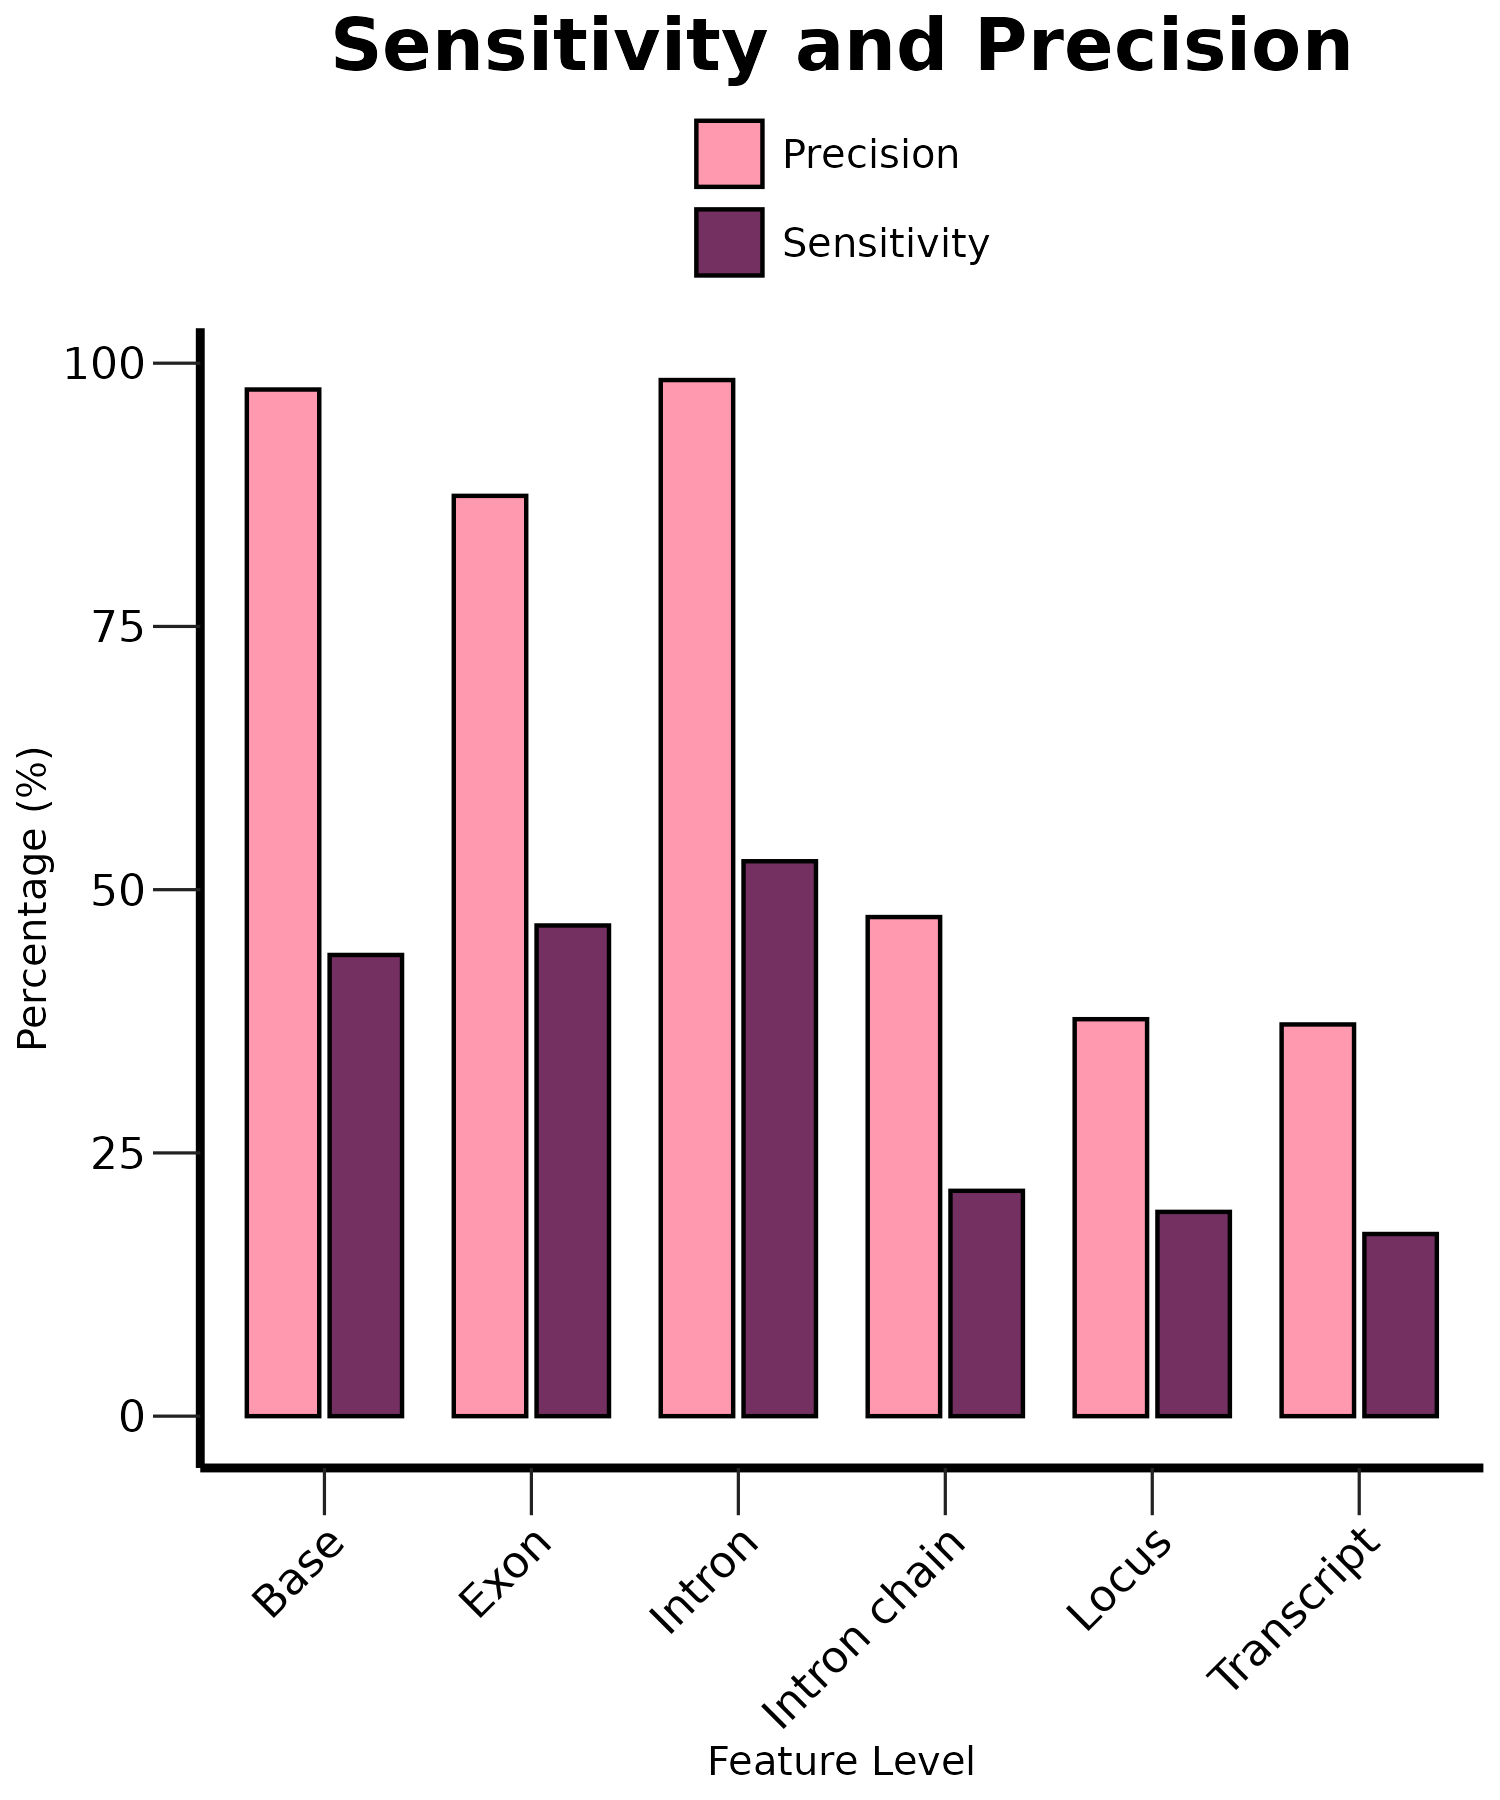 Sensitivity and Precision
Precision
Sensitivity
100
75
50
25
0
Percentage (%)
Base
Exon
Intron
Intron chain
Locus
Transcript
Feature Level